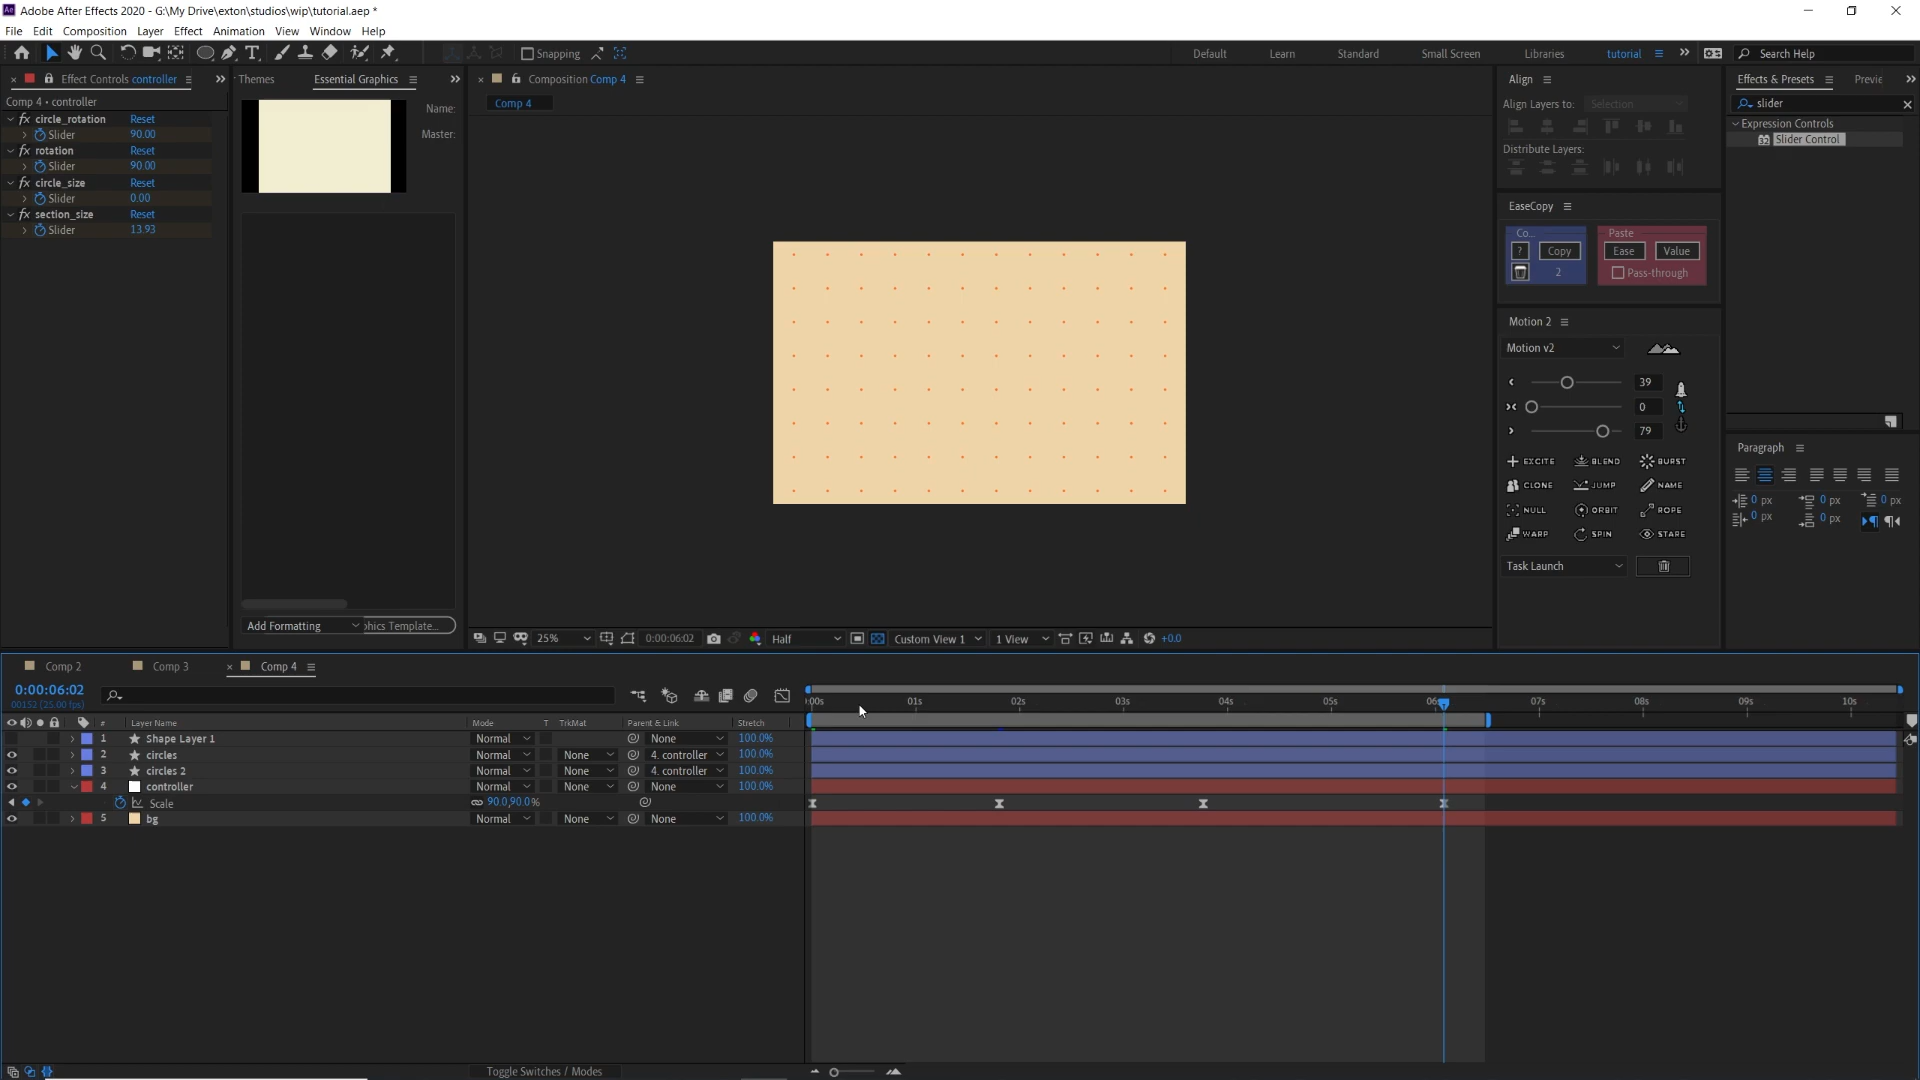 Adobe After Effects 2020 - G:\My Drive\exton\studios\wip\tutorial.aep *
File Edit Composition Layer Effect Animation View Window Help
Snapping
Default Learn Standard Small Screen Libraries tutorial
Search Help
Effect Controls controller
Themes Essential Graphics
Composition Comp 4
Align
Effects & Presets Previe
Comp 4 • controller
Comp 4
Align Layers to: Selection
slider
fx circle_rotation Reset
Slider 90.00
fx rotation Reset
Slider 90.00
fx circle_size Reset
Slider 0.00
fx section_size Reset
Slider 13.93
Name:
Master:
Expression Controls
32 Slider Control
Distribute Layers:
EaseCopy
Co... Paste
? Copy Ease Value
2 Pass-through
Motion 2
Motion v2
39
0
79
EXCITE BLEND BURST
CLONE JUMP NAME
NULL ORBIT ROPE
WARP SPIN STARE
Task Launch
Paragraph
0 px 0 px 0 px
0 px 0 px
Add Formatting phics Template...
25% 0:00:06:02 Half Custom View 1 1 View +0.0
Comp 2 Comp 3 Comp 4
0:00:06:02
00152 (25.00 fps)
:00s 01s 02s 03s 04s 05s 06s 07s 08s 09s 10s
# Layer Name Mode T TrkMat Parent & Link Stretch
1 Shape Layer 1 Normal None 100.0%
2 circles Normal None 4. controller 100.0%
3 circles 2 Normal None 4. controller 100.0%
4 controller Normal None None 100.0%
Scale 90.0,90.0%
5 bg Normal None None 100.0%
Toggle Switches / Modes